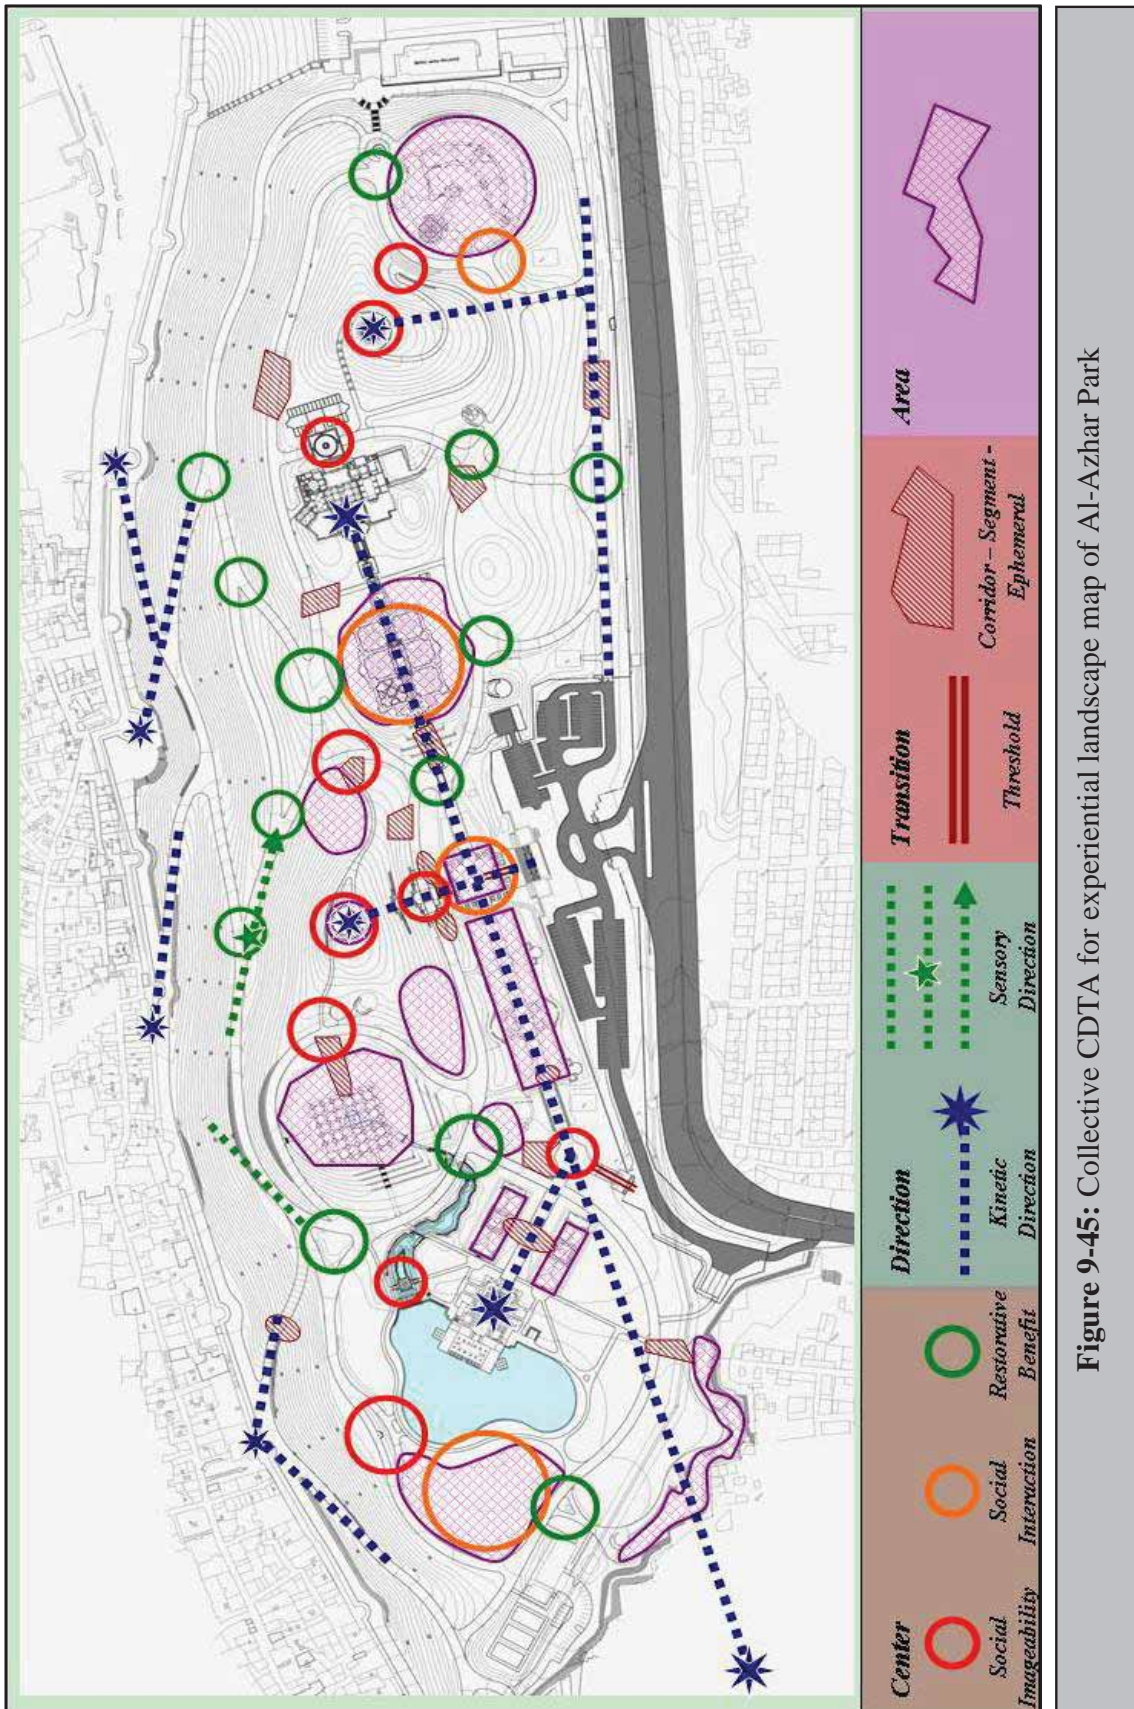 Center
Social
Imageability
Social
Interaction
Restorative
Benefit
Direction
Kinetic
Direction
Sensory
Direction
Transition
Threshold
Corridor – Segment -
Ephemeral
Area
Figure 9-45: Collective CDTA for experiential landscape map of Al-Azhar Park